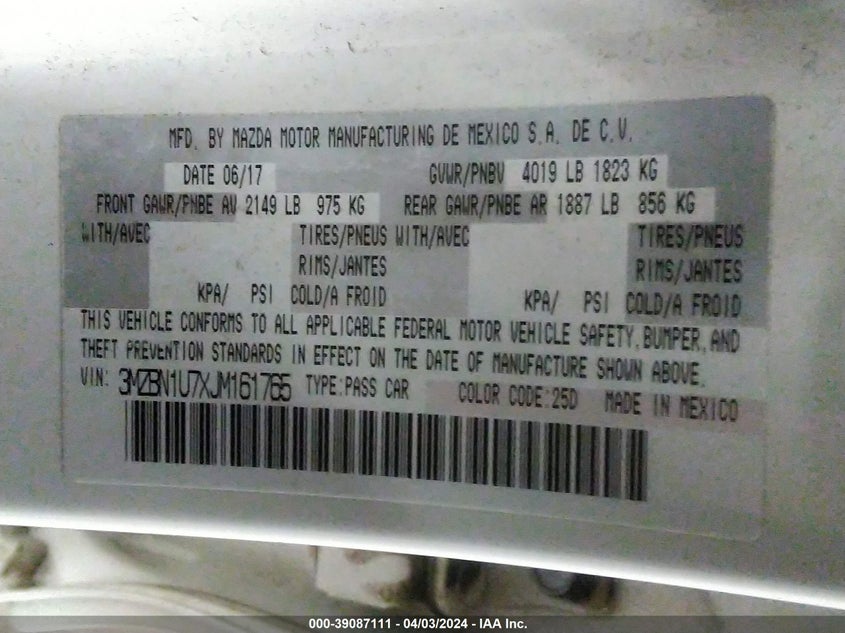 MFD. BY MAZDA MOTOR MANUFACTURING DE MEXICO S.A. DE C.V.
DATE 06/17 GVWR/PNBV 4019 LB 1823 KG
FRONT GAWR/PNBE AV 2149 LB 975 KG REAR GAWR/PNBE AR 1887 LB 856 KG
WITH/AVEC TIRES/PNEUS WITH/AVEC TIRES/PNEUS
RIMS/JANTES RIMS/JANTES
KPA/ PSI COLD/A FROID KPA/ PSI COLD/A FROID
THIS VEHICLE CONFORMS TO ALL APPLICABLE FEDERAL MOTOR VEHICLE SAFETY, BUMPER, AND
THEFT PREVENTION STANDARDS IN EFFECT ON THE DATE OF MANUFACTURE SHOWN ABOVE.
VIN: 3MZBN1U7XJM161765 TYPE:PASS CAR COLOR CODE:25D MADE IN MEXICO
000-39087111 - 04/03/2024 - IAA Inc.